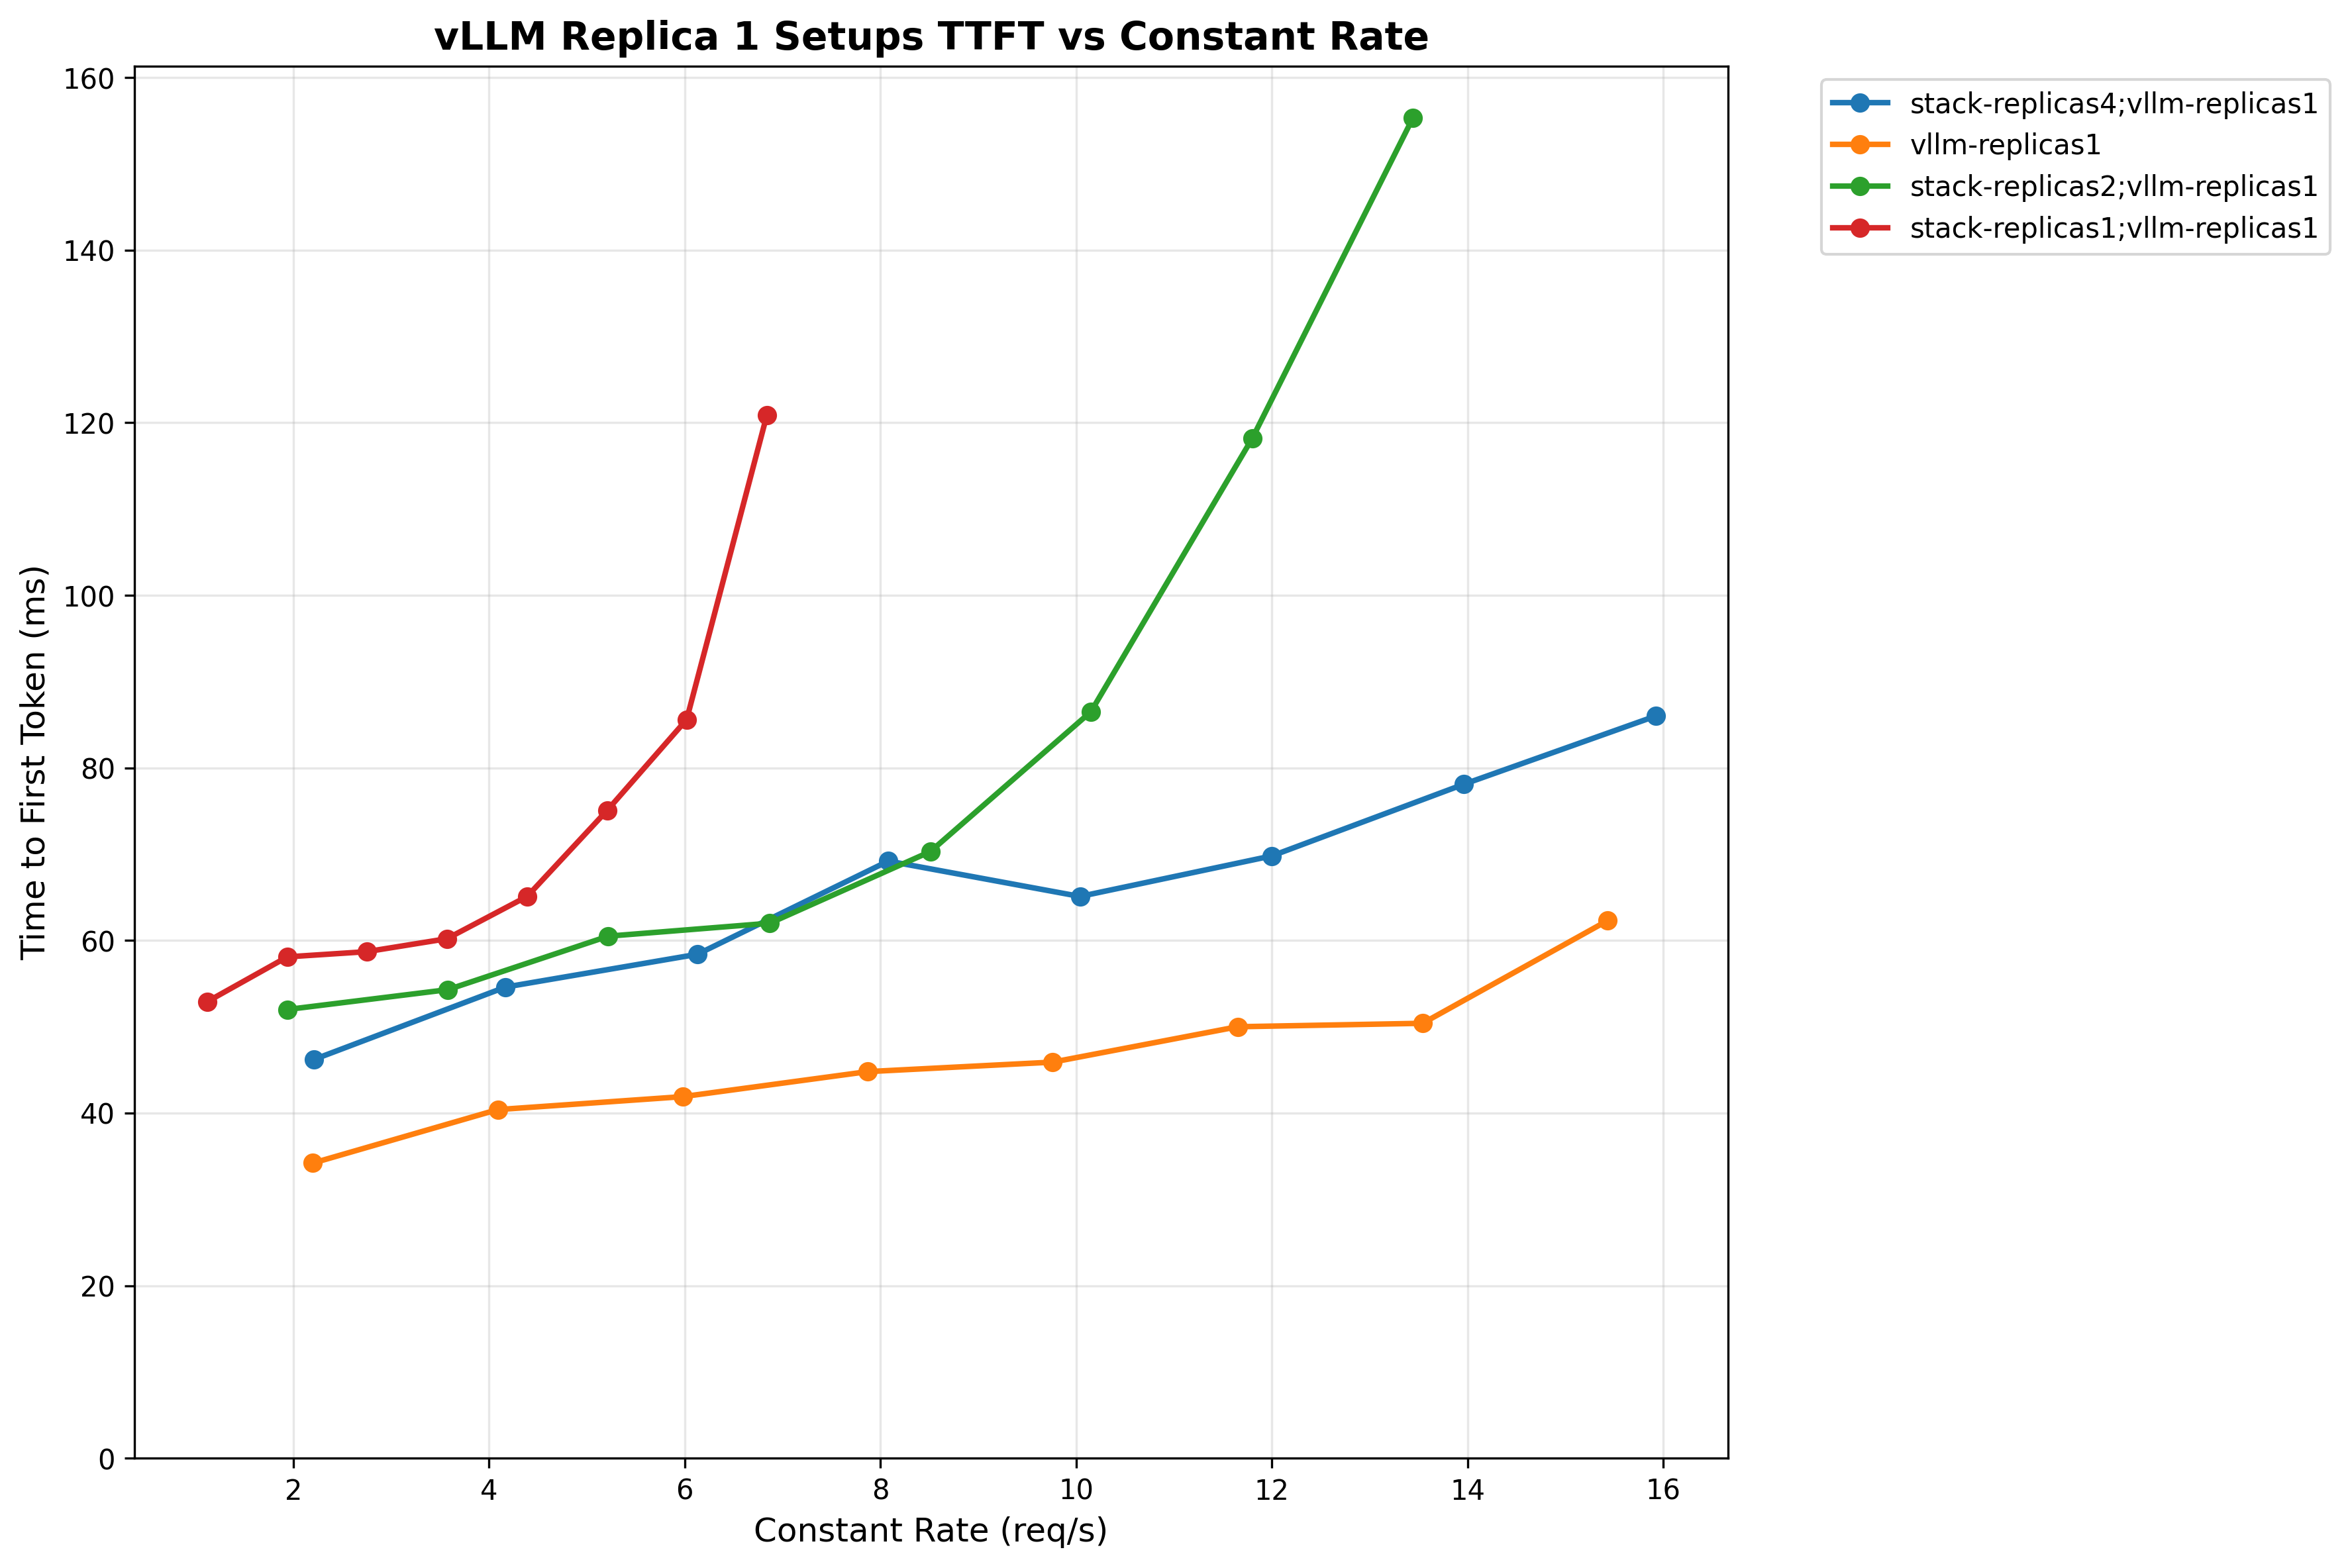 vLLM Replica 1 Setups TTFT vs Constant Rate
160
140
120
100
80
60
40
20
0
Time to First Token (ms)
2 4 6 8 10 12 14 16
Constant Rate (req/s)
stack-replicas4;vllm-replicas1
vllm-replicas1
stack-replicas2;vllm-replicas1
stack-replicas1;vllm-replicas1